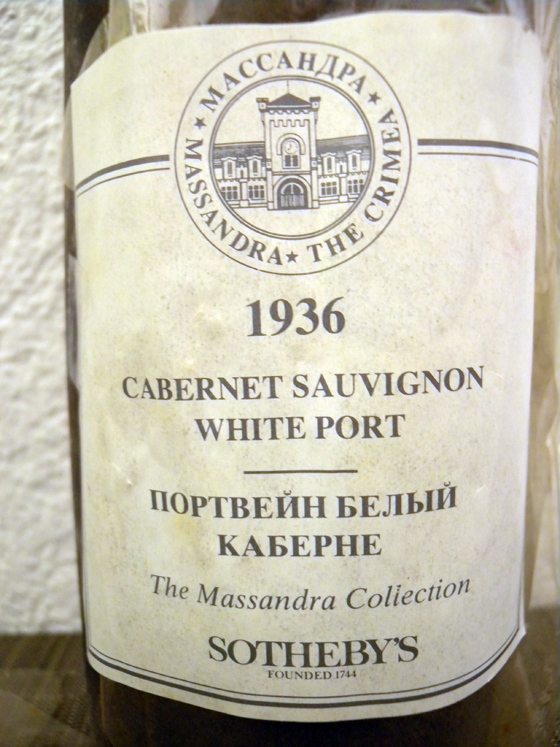 ★ МАССАНДРА ★
MASSANDRA ★ THE CRIMEA
1936
CABERNET SAUVIGNON
WHITE PORT
ПОРТВЕЙН БЕЛЫЙ
КАБЕРНЕ
The Massandra Collection
SOTHEBY'S
FOUNDED 1744